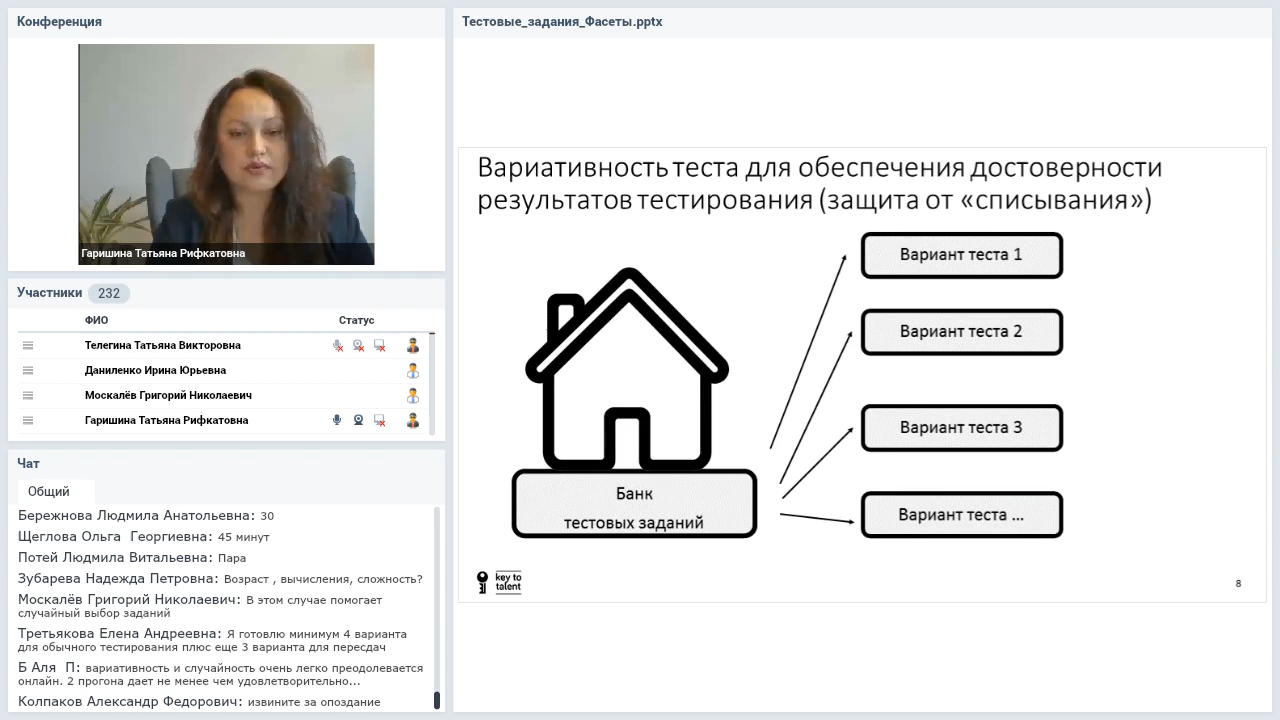 Конференция
Гаришина Татьяна Рифкатовна
Участники 232
ФИО Статус
Телегина Татьяна Викторовна
Даниленко Ирина Юрьевна
Москалёв Григорий Николаевич
Гаришина Татьяна Рифкатовна
Чат
Общий
Бережнова Людмила Анатольевна: 30
Щеглова Ольга Георгиевна: 45 минут
Потей Людмила Витальевна: Пара
Зубарева Надежда Петровна: Возраст , вычисления, сложность?
Москалёв Григорий Николаевич: В этом случае помогает
случайный выбор заданий
Третьякова Елена Андреевна: Я готовлю минимум 4 варианта
для обычного тестирования плюс еще 3 варианта для пересдач
Б Аля П: вариативность и случайность очень легко преодолевается
онлайн. 2 прогона дает не менее чем удовлетворительно...
Колпаков Александр Федорович: извините за опоздание
Тестовые_задания_Фасеты.pptx
Вариативность теста для обеспечения достоверности
результатов тестирования (защита от «списывания»)
Вариант теста 1
Вариант теста 2
Вариант теста 3
Вариант теста ...
Банк
тестовых заданий
key to
talent
8